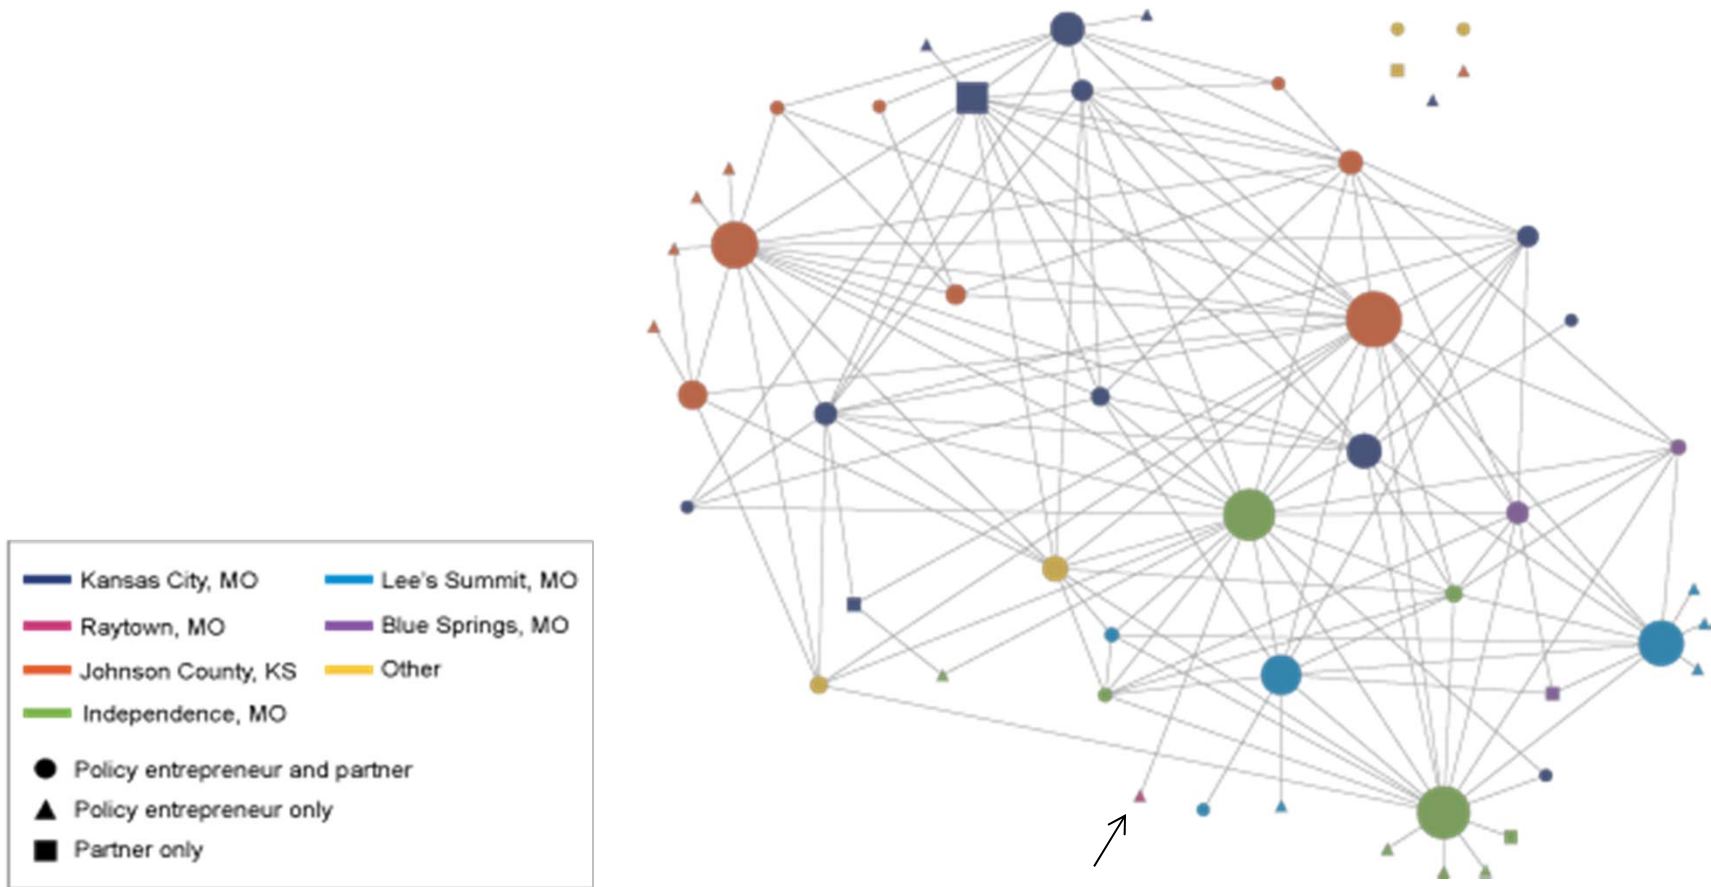 Kansas City, MO
Lee's Summit, MO
Raytown, MO
Blue Springs, MO
Johnson County, KS
Other
Independence, MO
Policy entrepreneur and partner
Policy entrepreneur only
Partner only